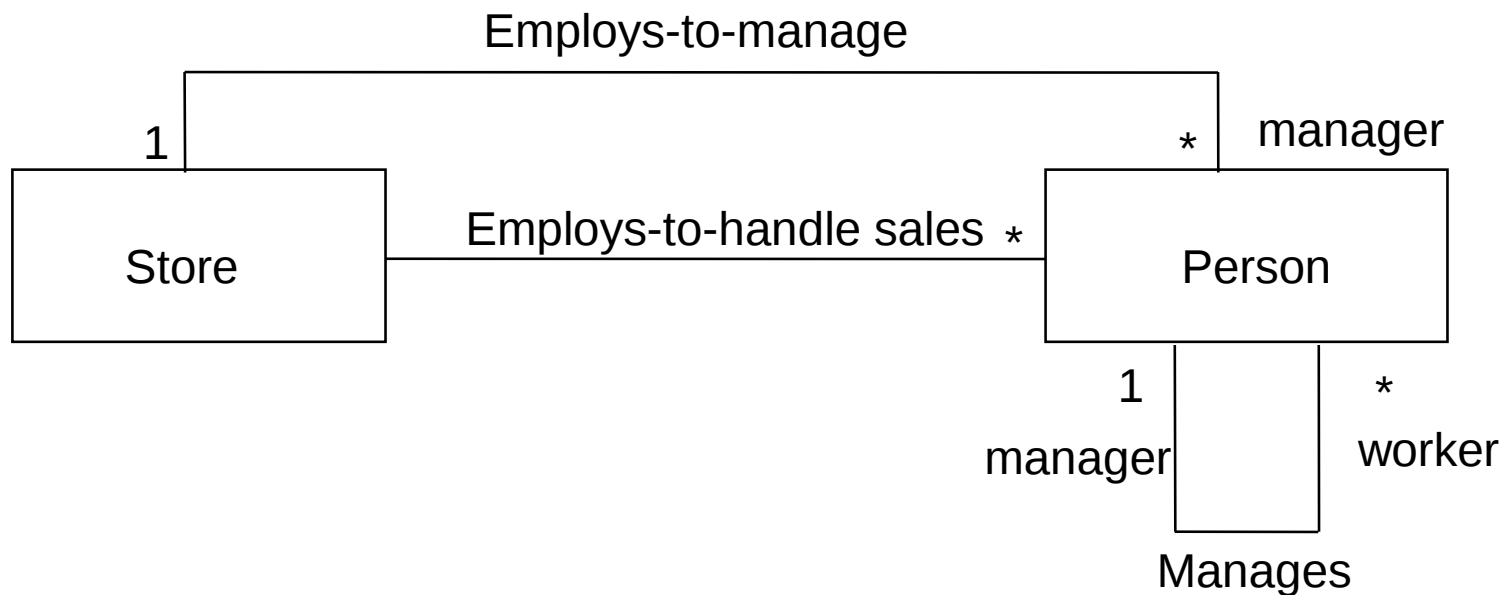 Employs-to-manage
1
* manager
Employs-to-handle sales *
Store
Person
1
*
manager
worker
Manages